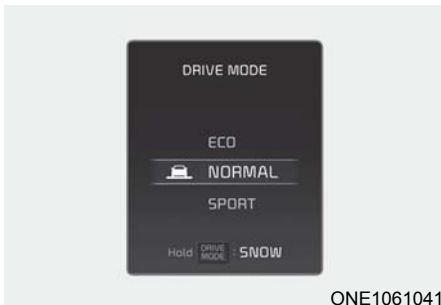 DRIVE MODE
ECO
NORMAL
SPORT
Hold DRIVE MODE : SNOW
ONE1061041